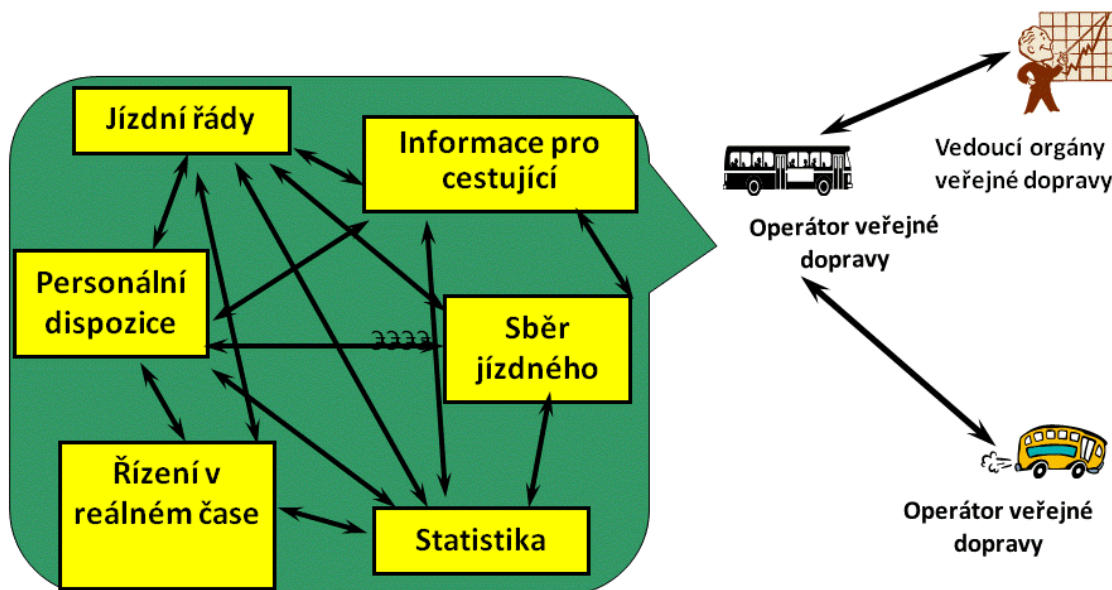 Jízdní řády
Informace pro
cestující
Personální
dispozice
ээээ
Sběr
jízdného
Řízení v
reálném čase
Statistika
Vedoucí orgány
veřejné dopravy
Operátor veřejné
dopravy
Operátor veřejné
dopravy